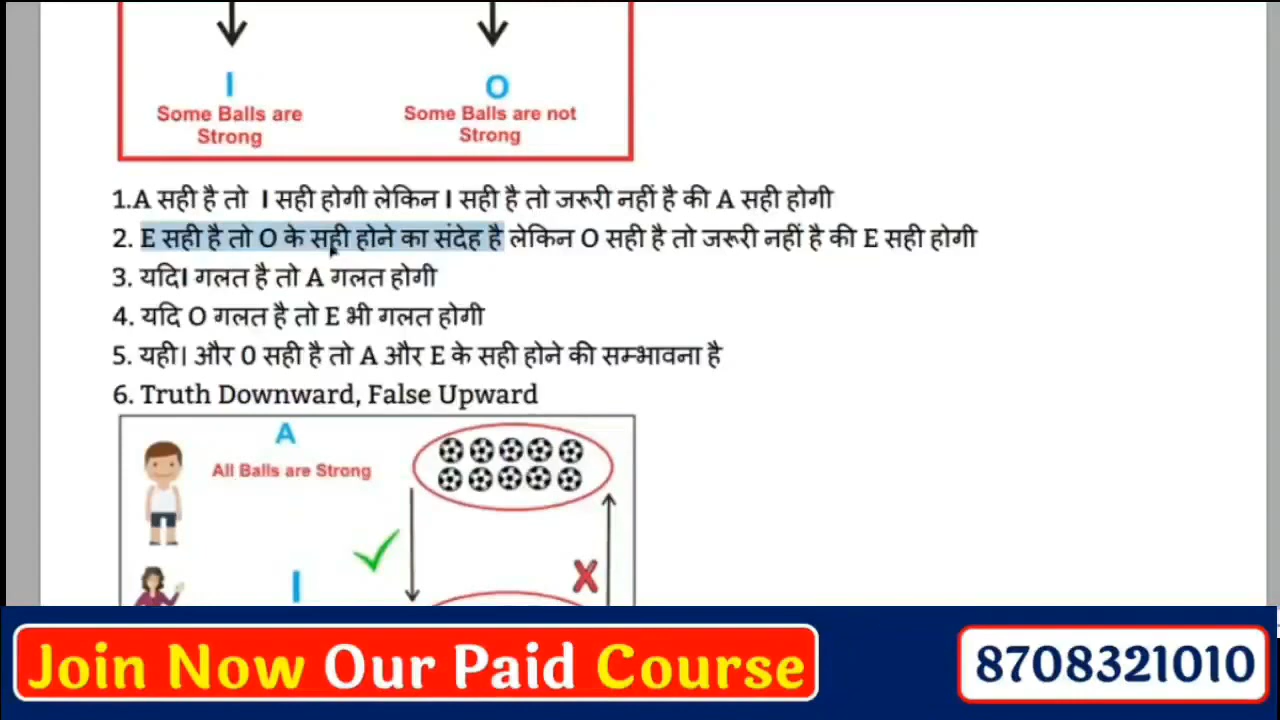 I
O
Some Balls are
Strong
Some Balls are not
Strong
1.A सही है तो I सही होगी लेकिन I सही है तो जरूरी नहीं है की A सही होगी
2. E सही है तो O के सही होने का संदेह है लेकिन O सही है तो जरूरी नहीं है की E सही होगी
3. यदिI गलत है तो A गलत होगी
4. यदि O गलत है तो E भी गलत होगी
5. यही। और 0 सही है तो A और E के सही होने की सम्भावना है
6. Truth Downward, False Upward
A
All Balls are Strong
I
Join Now Our Paid Course
8708321010